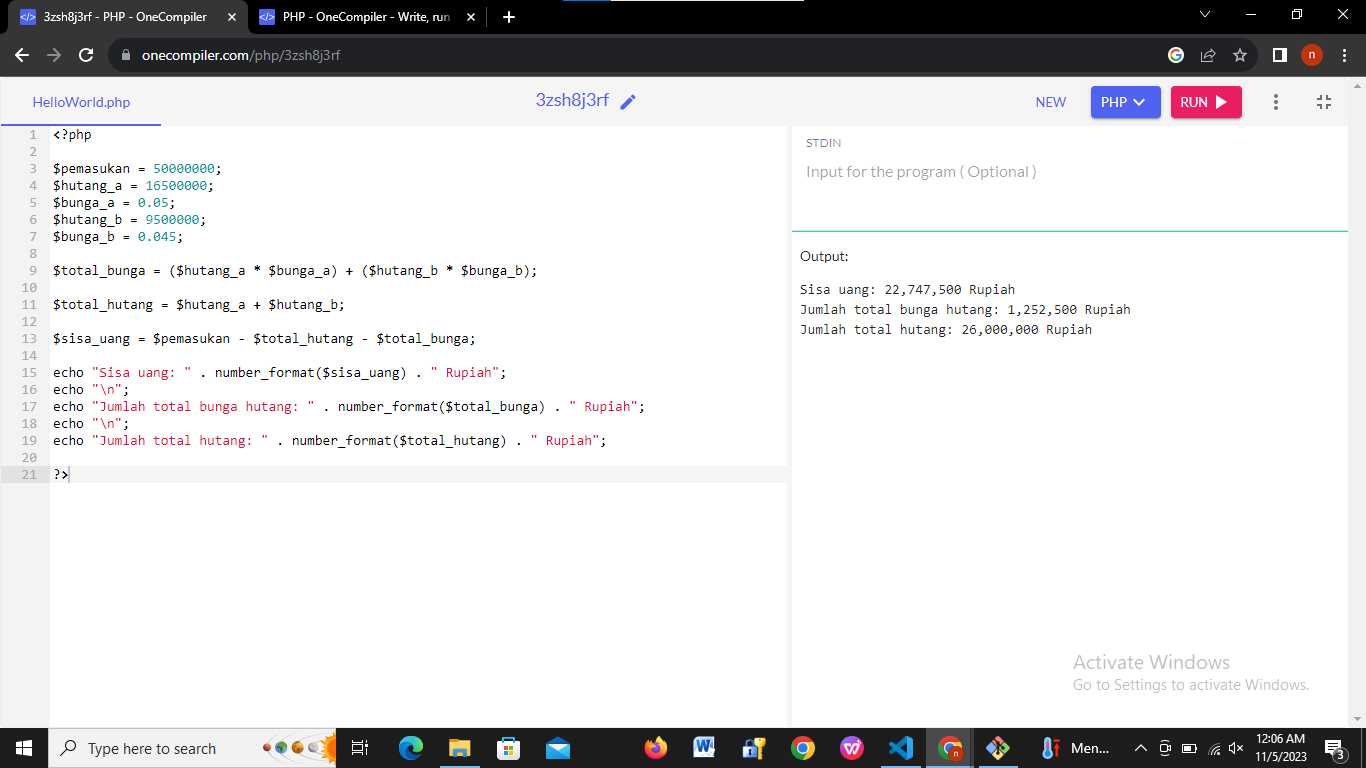 3zsh8j3rf - PHP - OneCompiler
PHP - OneCompiler - Write, run
onecompiler.com/php/3zsh8j3rf
n
HelloWorld.php
3zsh8j3rf
NEW
PHP
RUN
1 <?php
2
3 $pemasukan = 50000000;
4 $hutang_a = 16500000;
5 $bunga_a = 0.05;
6 $hutang_b = 9500000;
7 $bunga_b = 0.045;
8
9 $total_bunga = ($hutang_a * $bunga_a) + ($hutang_b * $bunga_b);
10
11 $total_hutang = $hutang_a + $hutang_b;
12
13 $sisa_uang = $pemasukan - $total_hutang - $total_bunga;
14
15 echo "Sisa uang: " . number_format($sisa_uang) . " Rupiah";
16 echo "\n";
17 echo "Jumlah total bunga hutang: " . number_format($total_bunga) . " Rupiah";
18 echo "\n";
19 echo "Jumlah total hutang: " . number_format($total_hutang) . " Rupiah";
20
21 ?>
STDIN
Input for the program ( Optional )
Output:
Sisa uang: 22,747,500 Rupiah
Jumlah total bunga hutang: 1,252,500 Rupiah
Jumlah total hutang: 26,000,000 Rupiah
Activate Windows
Go to Settings to activate Windows.
Type here to search
Men...
12:06 AM
11/5/2023
3